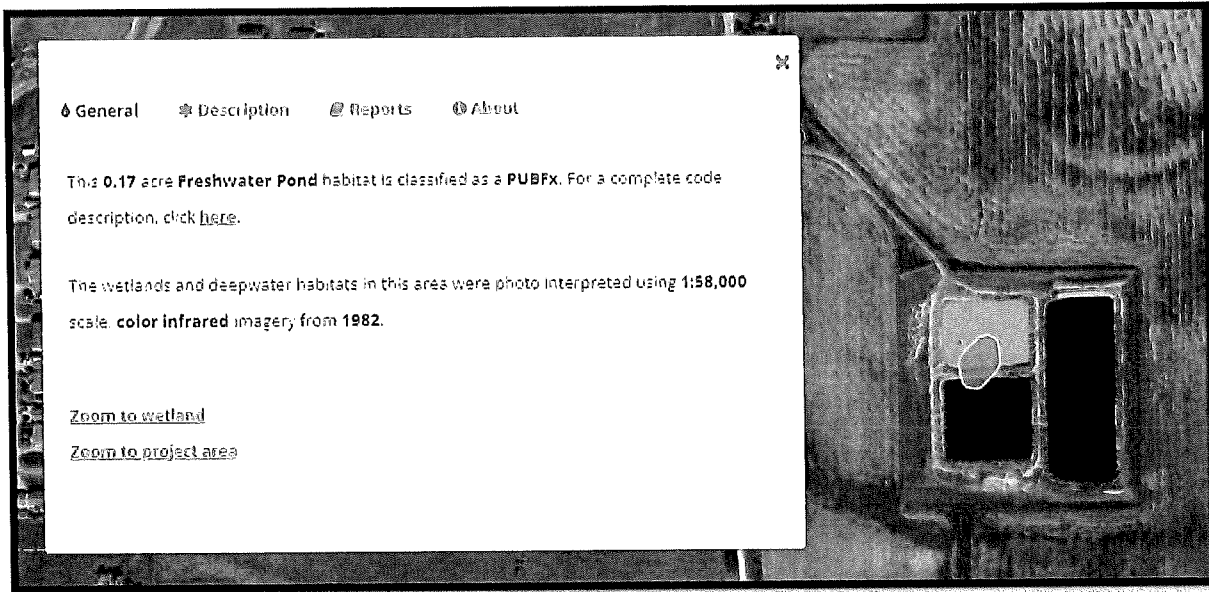 General Description Reports About
This 0.17 acre Freshwater Pond habitat is classified as a PUBFx. For a complete code
description, click here.
The wetlands and deepwater habitats in this area were photo interpreted using 1:58,000
scale, color infrared imagery from 1982.
Zoom to wetland
Zoom to project area